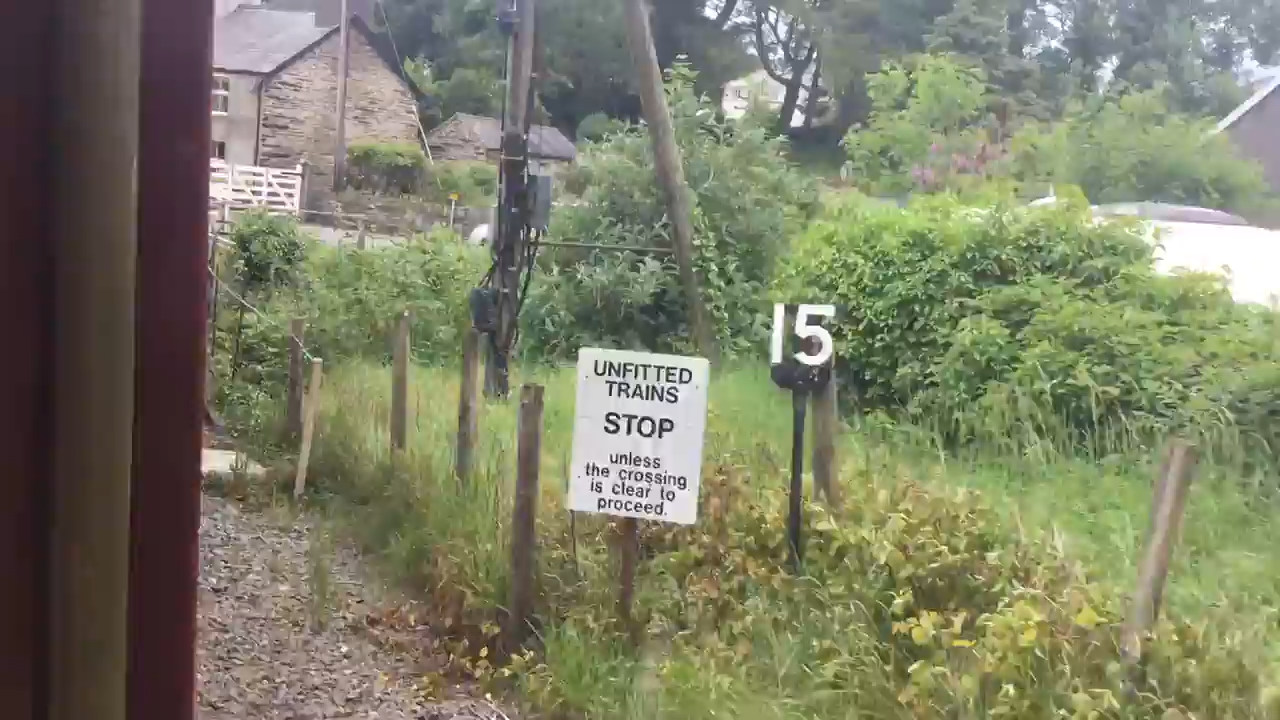 UNFITTED
TRAINS
STOP
unless
the crossing
is clear to
proceed.
15